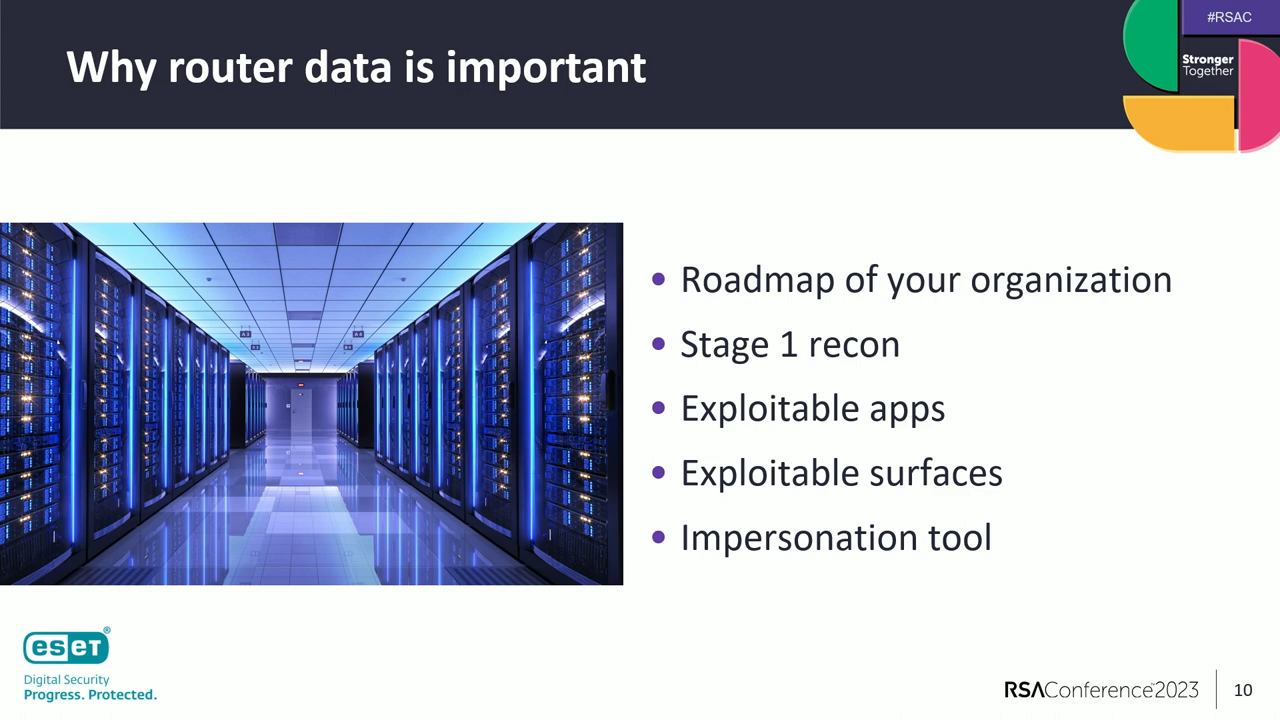 #RSAC
Why router data is important
Stronger
Together
• Roadmap of your organization
• Stage 1 recon
• Exploitable apps
• Exploitable surfaces
• Impersonation tool
eseT®
Digital Security
Progress. Protected.
RSAConference™2023
10